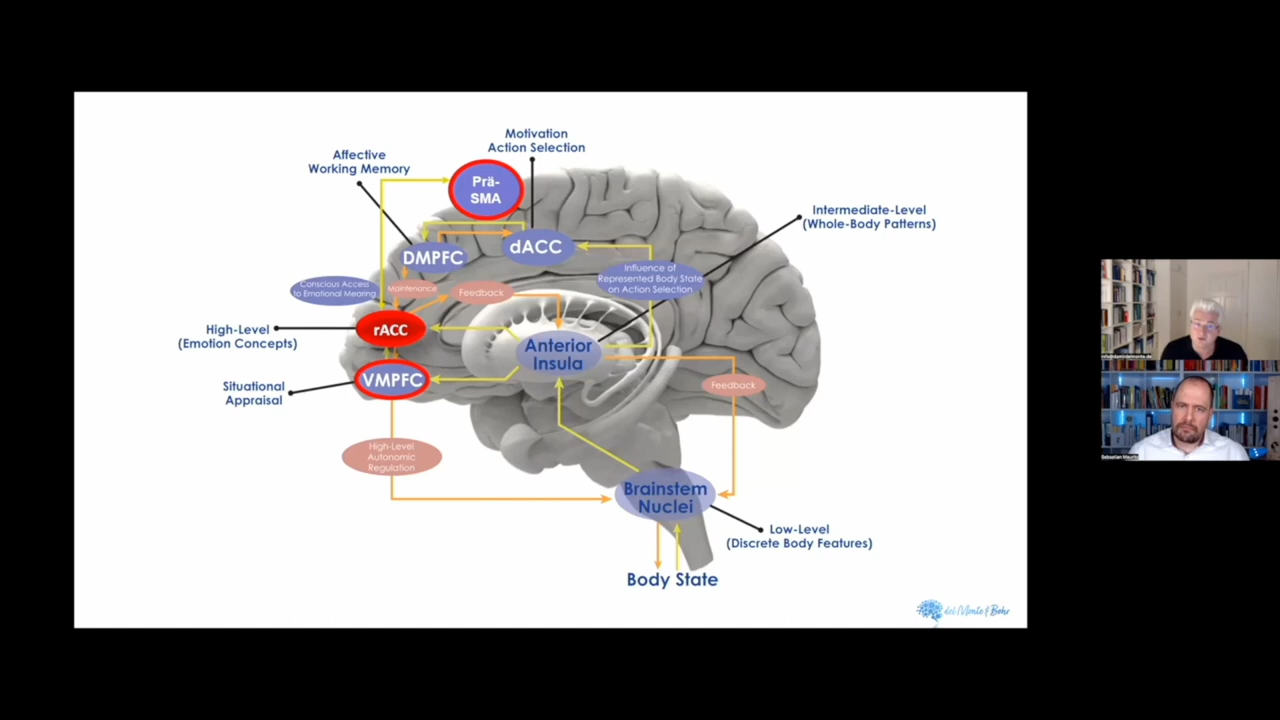 Motivation
Action Selection
Affective
Working Memory
Prä-
SMA
Intermediate-Level
(Whole-Body Patterns)
DMPFC
dACC
Influence of
Represented Body State
on Action Selection
Conscious Access
to Emotional Mearing
Maintenance
Feedback
High-Level
(Emotion Concepts)
rACC
Anterior
Insula
VMPFC
Situational
Appraisal
Feedback
High-Level
Autonomic
Regulation
Brainstem
Nuclei
Low-Level
(Discrete Body Features)
Body State
del Monte & Bohr
Sebastian